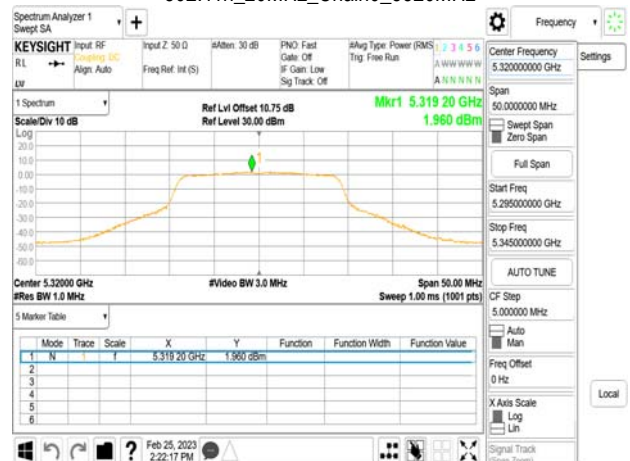 Spectrum Analyzer 1
Swept SA
Frequency
KEYSIGHT
RL
Input: RF
Coupling: DC
Align: Auto
Input Z: 50 Ω
Freq Ref: Int (S)
#Atten: 30 dB
PNO: Fast
Gate: Off
IF Gain: Low
Sig Track: Off
#Avg Type: Power (RMS)
Trig: Free Run
1 2 3 4 5 6
A W W W W W
A N N N N N
Center Frequency
5.320000000 GHz
Settings
Span
50.0000000 MHz
Swept Span
Zero Span
Full Span
Start Freq
5.295000000 GHz
Stop Freq
5.345000000 GHz
AUTO TUNE
CF Step
5.000000 MHz
Auto
Man
Freq Offset
0 Hz
X Axis Scale
Log
Lin
Signal Track
Local
1 Spectrum
Scale/Div 10 dB
Log
Ref Lvl Offset 10.75 dB
Ref Level 30.00 dBm
Mkr1 5.319 20 GHz
1.960 dBm
20.0
10.0
0.00
-10.0
-20.0
-30.0
-40.0
-50.0
-60.0
1
Center 5.32000 GHz
#Res BW 1.0 MHz
#Video BW 3.0 MHz
Span 50.00 MHz
Sweep 1.00 ms (1001 pts)
5 Marker Table
Mode Trace Scale X Y Function Function Width Function Value
1 N 1 f 5.319 20 GHz 1.960 dBm
2
3
4
5
6
Feb 25, 2023
2:22:17 PM